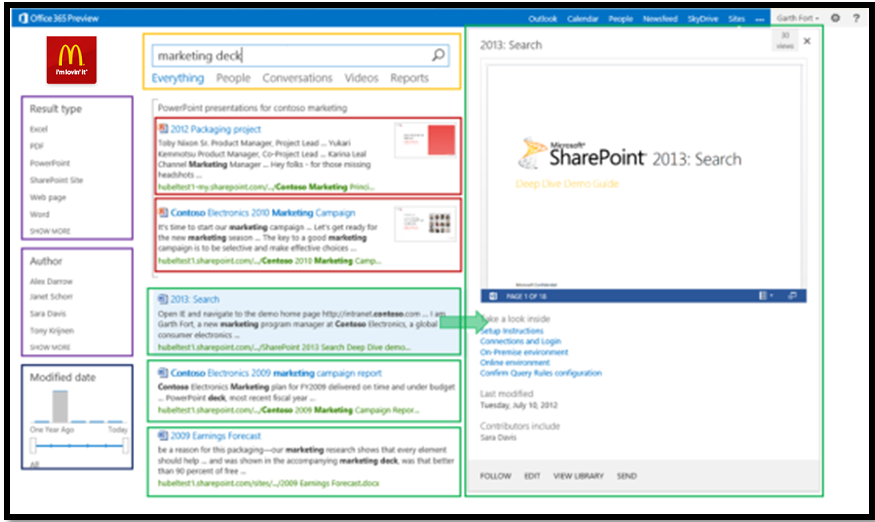 Office 365 Preview
Outlook Calendar People Newsfeed SkyDrive Sites ••• Garth Fort ?
i'm lovin' it®
marketing deck
Everything People Conversations Videos Reports
Result type
Excel
PDF
PowerPoint
SharePoint Site
Web page
Word
SHOW MORE
Author
Alex Darrow
Janet Schorr
Sara Davis
Tony Krijnen
SHOW MORE
Modified date
One Year Ago Today
All
PowerPoint presentations for contoso marketing
2012 Packaging project
Toby Nixon Sr. Product Manager, Project Lead ... Yukari
Kemmotsu Product Manager, Co-Project Lead ... Karina Leal
Channel Marketing Manager ... Hey folks - for those missing
headshots ...
hubeltest1-my.sharepoint.com/.../Contoso Marketing Princi...
Contoso Electronics 2010 Marketing Campaign
It's time to start our marketing campaign ... Let's get ready for
the new marketing season ... The key to a good marketing
campaign is to be selective and make effective choices ...
hubeltest1.sharepoint.com/.../Contoso 2010 Marketing Camp...
2013: Search
Open IE and navigate to the demo home page http://intranet.contoso.com ... I am
Garth Fort, a new marketing program manager at Contoso Electronics, a global
consumer electronics ...
hubeltest1.sharepoint.com/.../SharePoint 2013 Search Deep Dive demo...
Contoso Electronics 2009 marketing campaign report
Contoso Electronics Marketing plan for FY2009 delivered on time and under budget
... PowerPoint deck, most recent fiscal year ...
hubeltest1.sharepoint.com/.../Contoso 2009 Marketing Campaign Repor...
2009 Earnings Forecast
be a reason for this packaging—our marketing research shows that every element
should help ... and was shown in the accompanying marketing deck, was that better
than 90 percent of free ...
hubeltest1.sharepoint.com/sites/.../2009 Earnings Forecast.docx
2013: Search
30
views
Microsoft®
SharePoint® 2013: Search
Deep Dive Demo Guide
Microsoft Confidential
PAGE 1 OF 18
Take a look inside
Setup Instructions
Connections and Login
On-Premise environment
Online environment
Confirm Query Rules configuration
Last modified
Tuesday, July 10, 2012
Contributors include
Sara Davis
FOLLOW EDIT VIEW LIBRARY SEND